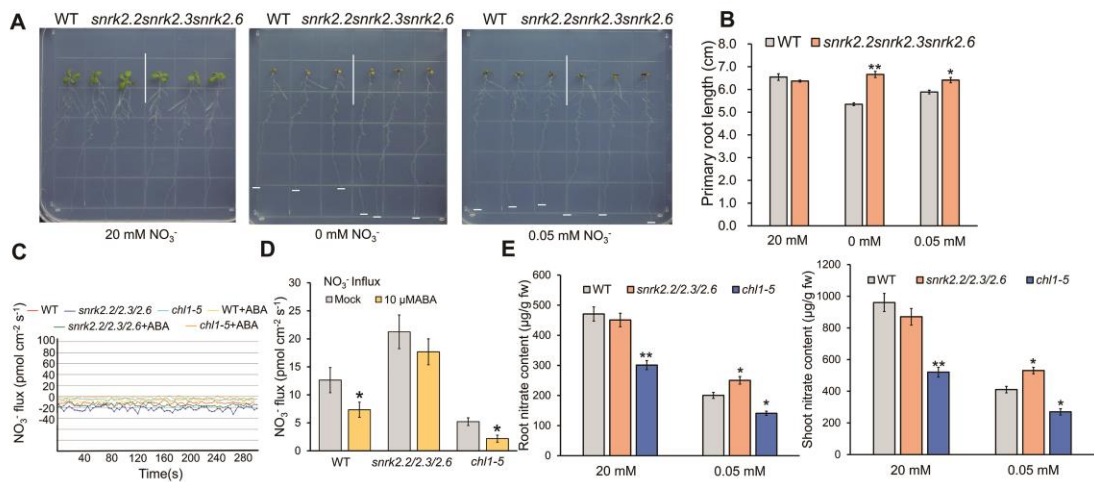 A
WT snrk2.2snrk2.3snrk2.6
WT snrk2.2snrk2.3snrk2.6
WT snrk2.2snrk2.3snrk2.6
20 mM NO3-
0 mM NO3-
0.05 mM NO3-
B
WT snrk2.2snrk2.3snrk2.6
Primary root length (cm)
8.0
7.0
6.0
5.0
4.0
3.0
2.0
1.0
0.0
**
*
20 mM 0 mM 0.05 mM
C
WT snrk2.2/2.3/2.6 chl1-5 WT+ABA
snrk2.2/2.3/2.6+ABA chl1-5+ABA
NO3- flux (pmol cm-2 s-1)
100
80
60
40
20
0
-20
-40
40 80 120 160 200 240 280
Time(s)
D
NO3- Influx
Mock 10 µMABA
NO3- flux (pmol cm-2 s-1)
25
20
15
10
5
0
*
*
WT snrk2.2/2.3/2.6 chl1-5
E
WT snrk2.2/2.3/2.6 chl1-5
Root nitrate content (µg/g fw)
600
500
400
300
200
100
0
**
*
*
20 mM 0.05 mM
WT snrk2.2/2.3/2.6 chl1-5
Shoot nitrate content (µg/g fw)
1200
1000
800
600
400
200
0
**
*
*
20 mM 0.05 mM